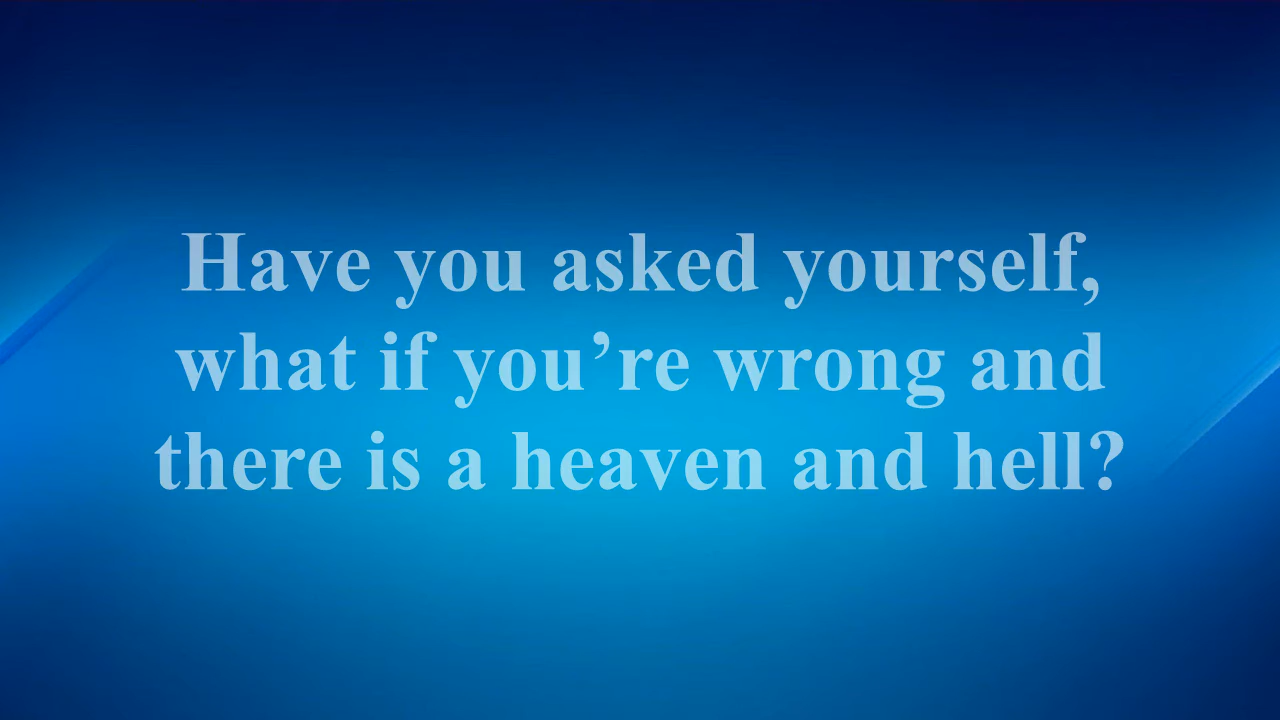 Have you asked yourself,
what if you’re wrong and
there is a heaven and hell?